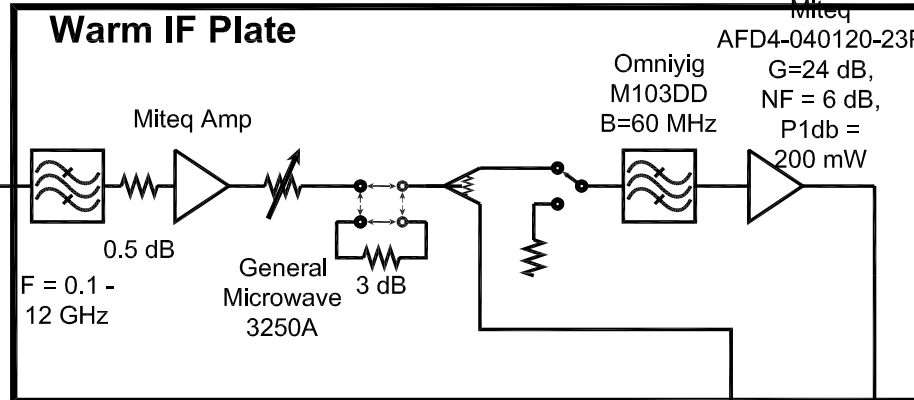 Warm IF Plate
Miteq
AFD4-040120-23P
G=24 dB,
NF = 6 dB,
P1db =
200 mW
Omniyig
M103DD
B=60 MHz
Miteq Amp
0.5 dB
F = 0.1 -
12 GHz
General
Microwave
3250A
3 dB